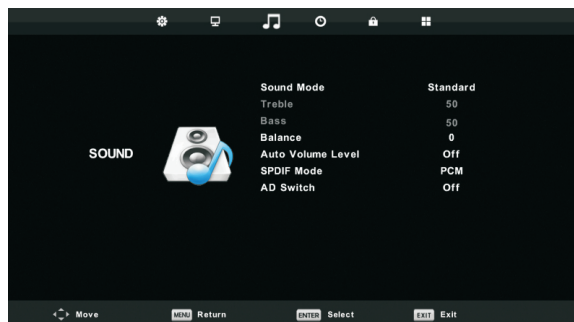 SOUND
Sound Mode Standard
Treble 50
Bass 50
Balance 0
Auto Volume Level Off
SPDIF Mode PCM
AD Switch Off
Move MENU Return ENTER Select EXIT Exit